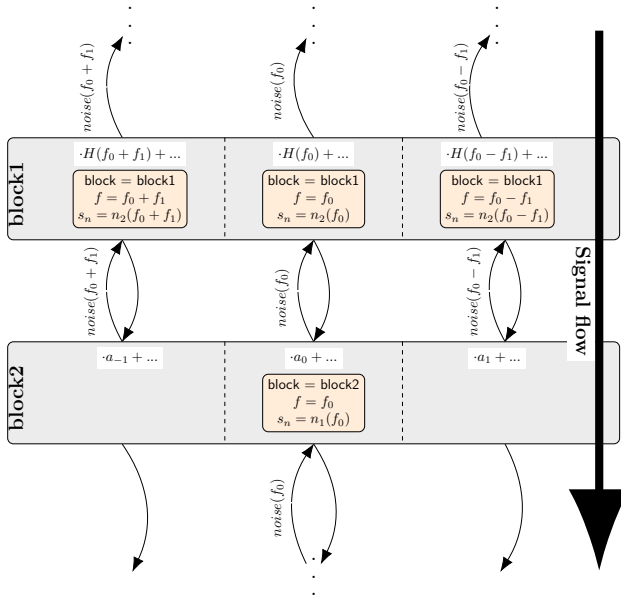 noise(f₀ + f₁)
noise(f₀)
noise(f₀ − f₁)
block1
·H(f₀ + f₁) + ...
·H(f₀) + ...
·H(f₀ − f₁) + ...
block = block1
f = f₀ + f₁
sₙ = n₂(f₀ + f₁)
block = block1
f = f₀
sₙ = n₂(f₀)
block = block1
f = f₀ − f₁
sₙ = n₂(f₀ − f₁)
noise(f₀ + f₁)
noise(f₀)
noise(f₀ − f₁)
Signal flow
block2
·a₋₁ + ...
·a₀ + ...
·a₁ + ...
block = block2
f = f₀
sₙ = n₁(f₀)
noise(f₀)